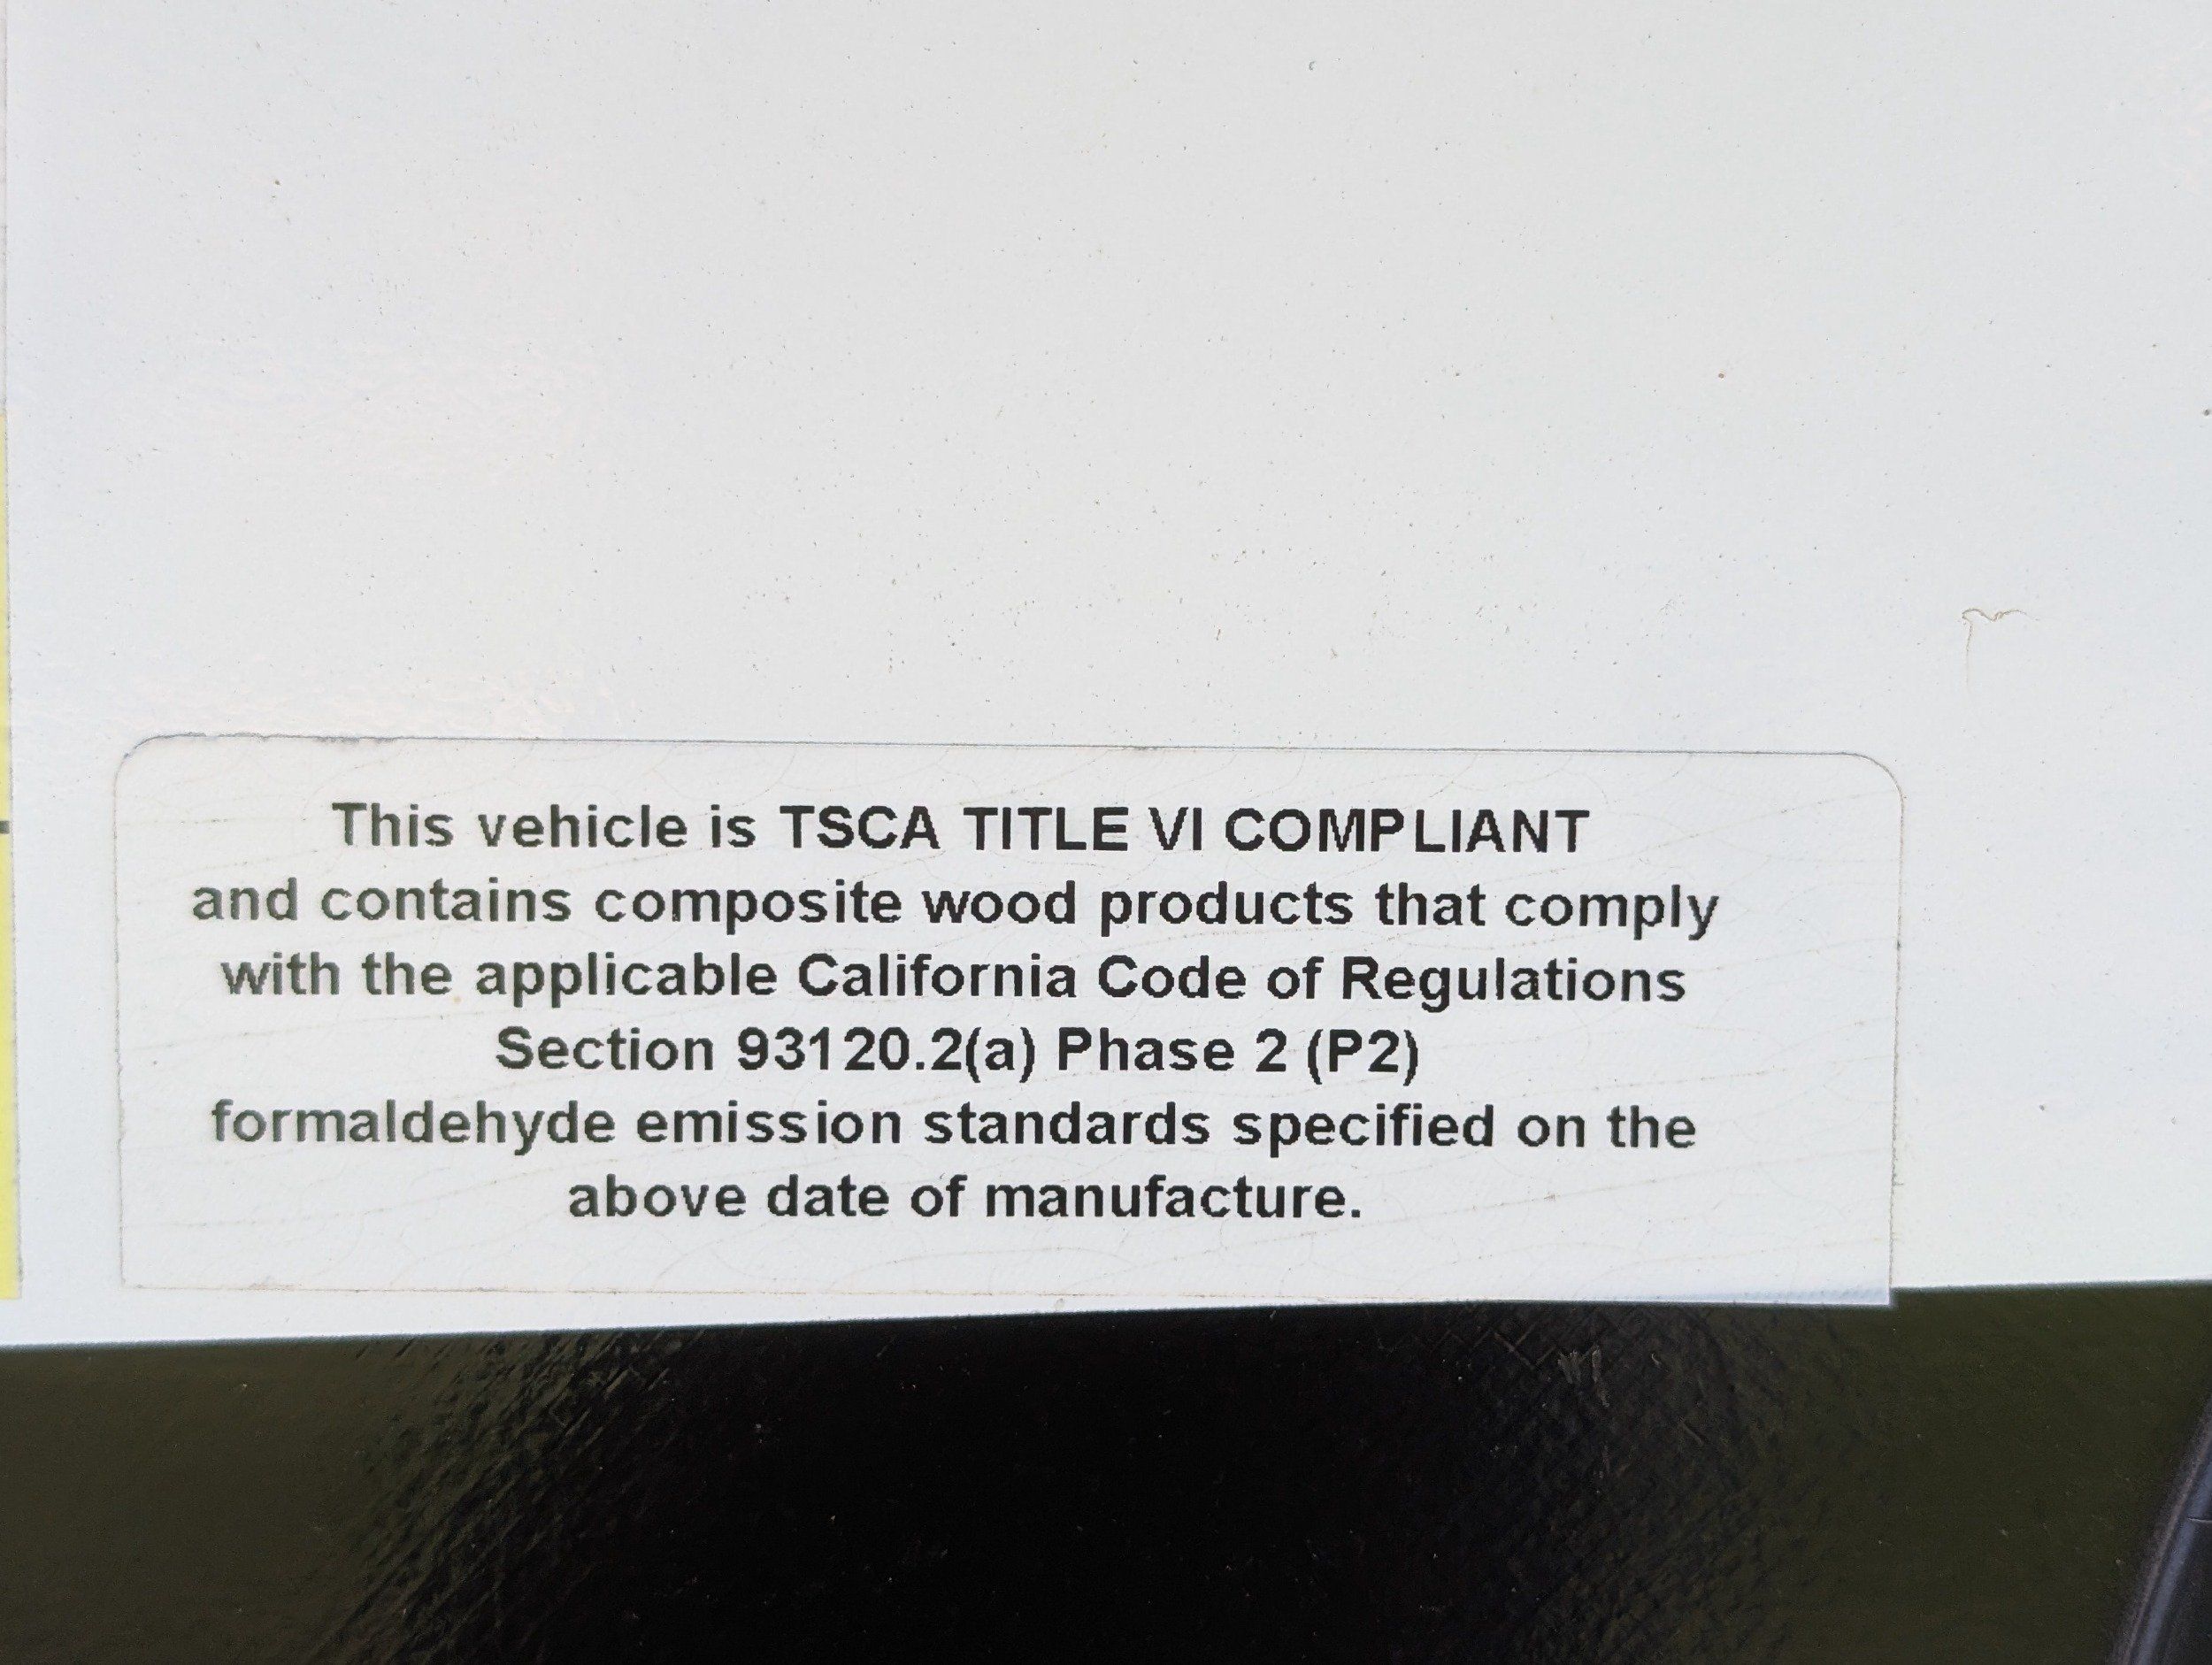 This vehicle is TSCA TITLE VI COMPLIANT
and contains composite wood products that comply
with the applicable California Code of Regulations
Section 93120.2(a) Phase 2 (P2)
formaldehyde emission standards specified on the
above date of manufacture.